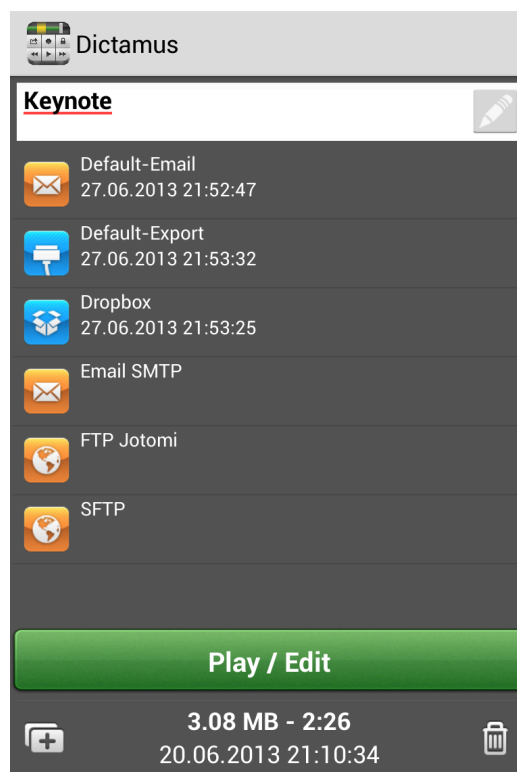 Dictamus
Keynote
Default-Email
27.06.2013 21:52:47
Default-Export
27.06.2013 21:53:32
Dropbox
27.06.2013 21:53:25
Email SMTP
FTP Jotomi
SFTP
Play / Edit
3.08 MB - 2:26
20.06.2013 21:10:34